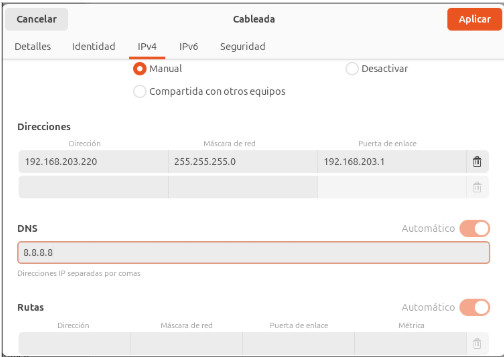 Cancelar Cableada Aplicar
Detalles Identidad IPv4 IPv6 Seguridad
Manual Desactivar
Compartida con otros equipos
Direcciones
Dirección Máscara de red Puerta de enlace
192.168.203.220 255.255.255.0 192.168.203.1
DNS Automático
8.8.8.8
Direcciones IP separadas por comas
Rutas Automático
Dirección Máscara de red Puerta de enlace Métrica